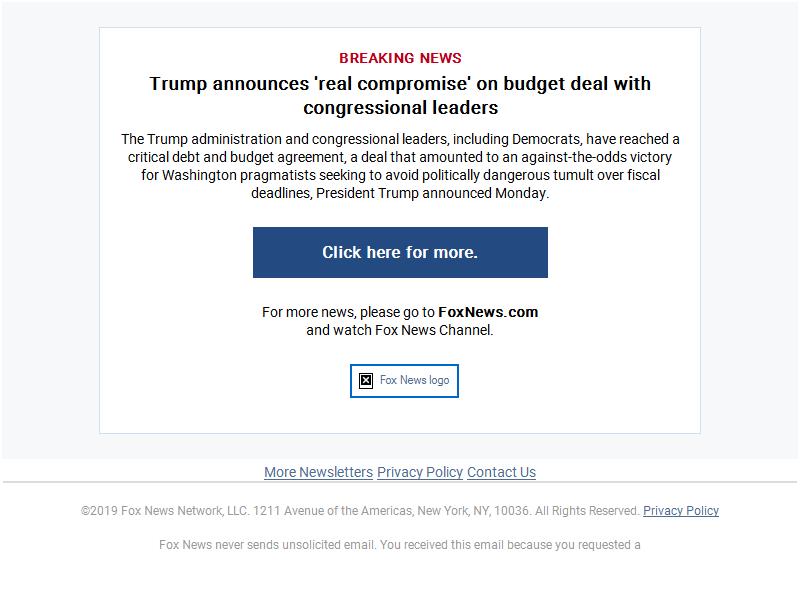 BREAKING NEWS
Trump announces 'real compromise' on budget deal with
congressional leaders
The Trump administration and congressional leaders, including Democrats, have reached a
critical debt and budget agreement, a deal that amounted to an against-the-odds victory
for Washington pragmatists seeking to avoid politically dangerous tumult over fiscal
deadlines, President Trump announced Monday.
Click here for more.
For more news, please go to FoxNews.com
and watch Fox News Channel.
Fox News logo
More Newsletters Privacy Policy Contact Us
©2019 Fox News Network, LLC. 1211 Avenue of the Americas, New York, NY, 10036. All Rights Reserved. Privacy Policy
Fox News never sends unsolicited email. You received this email because you requested a